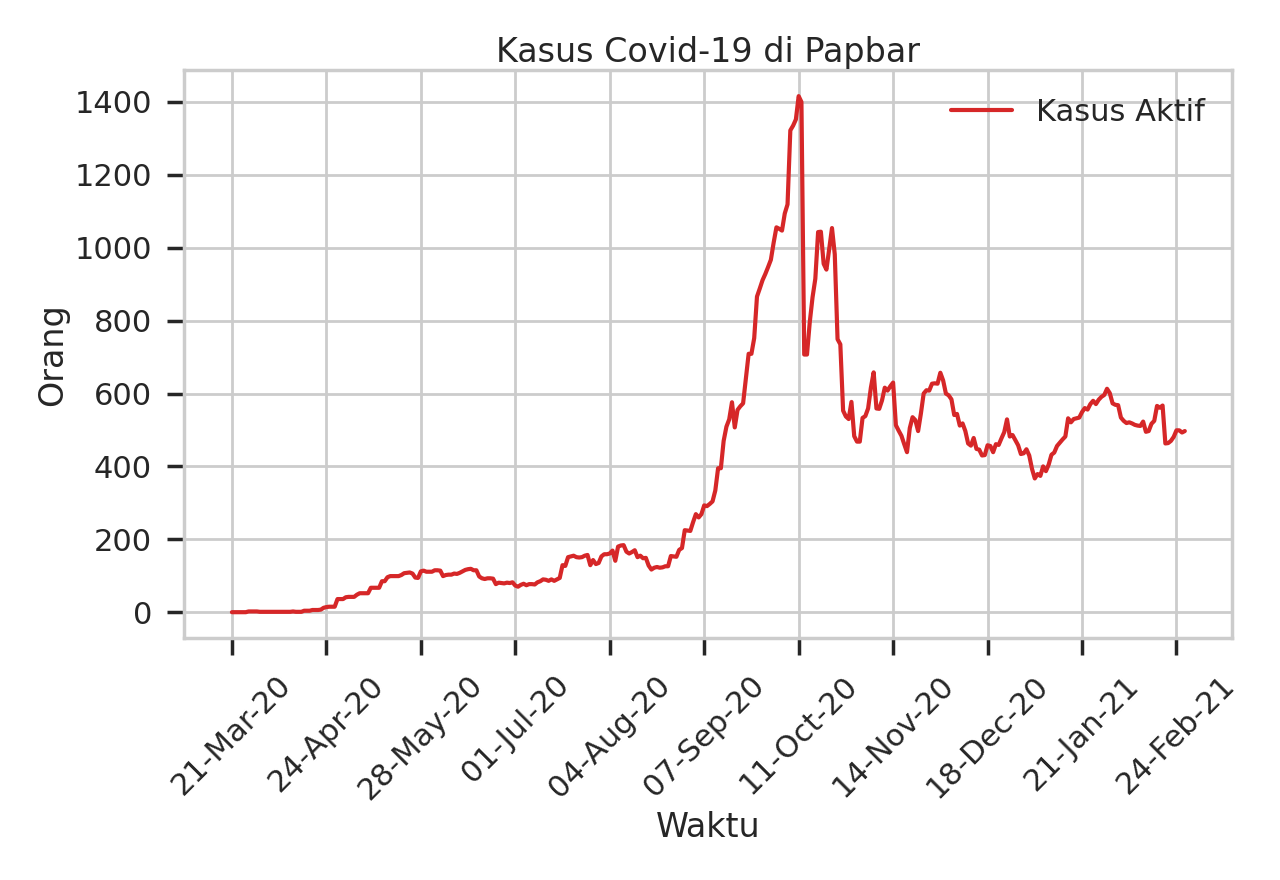 Kasus Covid-19 di Papbar
Kasus Aktif
1400
1200
1000
800
600
400
200
0
Orang
21-Mar-20
24-Apr-20
28-May-20
01-Jul-20
04-Aug-20
07-Sep-20
11-Oct-20
14-Nov-20
18-Dec-20
21-Jan-21
24-Feb-21
Waktu